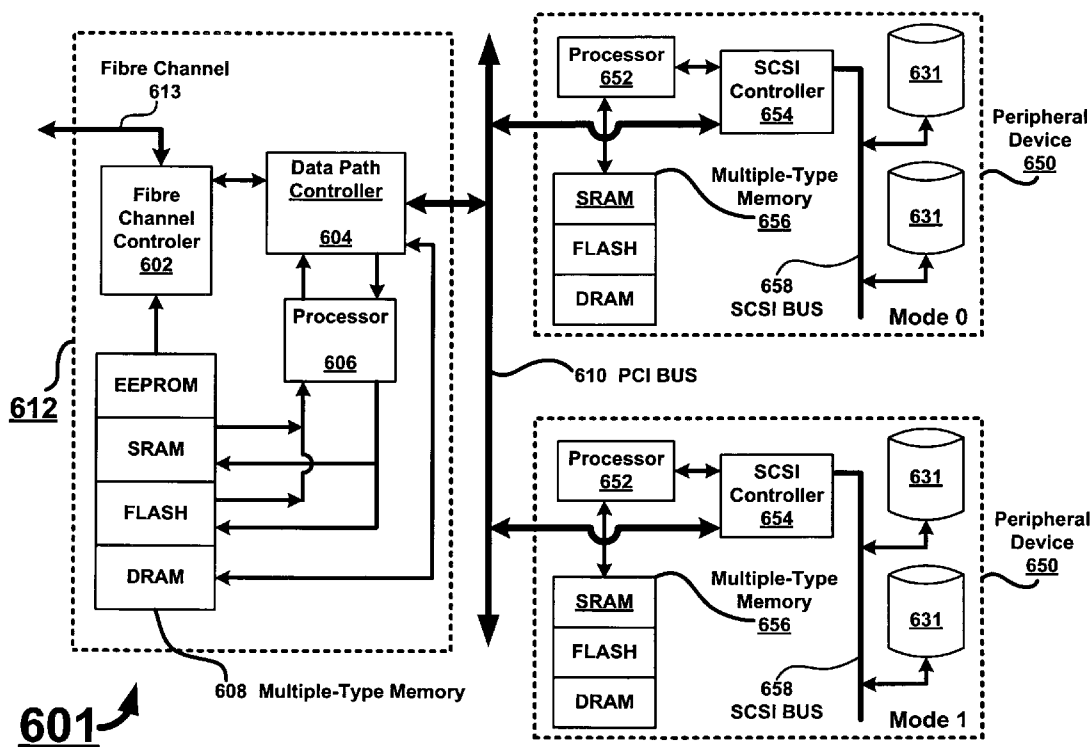 Fibre Channel
613
Fibre
Channel
Controler
602
Data Path
Controller
604
Processor
606
EEPROM
SRAM
FLASH
DRAM
612
608 Multiple-Type Memory
601
610 PCI BUS
Processor
652
SCSI
Controller
654
631
631
Peripheral
Device
650
SRAM
FLASH
DRAM
Multiple-Type
Memory
656
658
SCSI BUS
Mode 0
Processor
652
SCSI
Controller
654
631
631
Peripheral
Device
650
SRAM
FLASH
DRAM
Multiple-Type
Memory
656
658
SCSI BUS
Mode 1